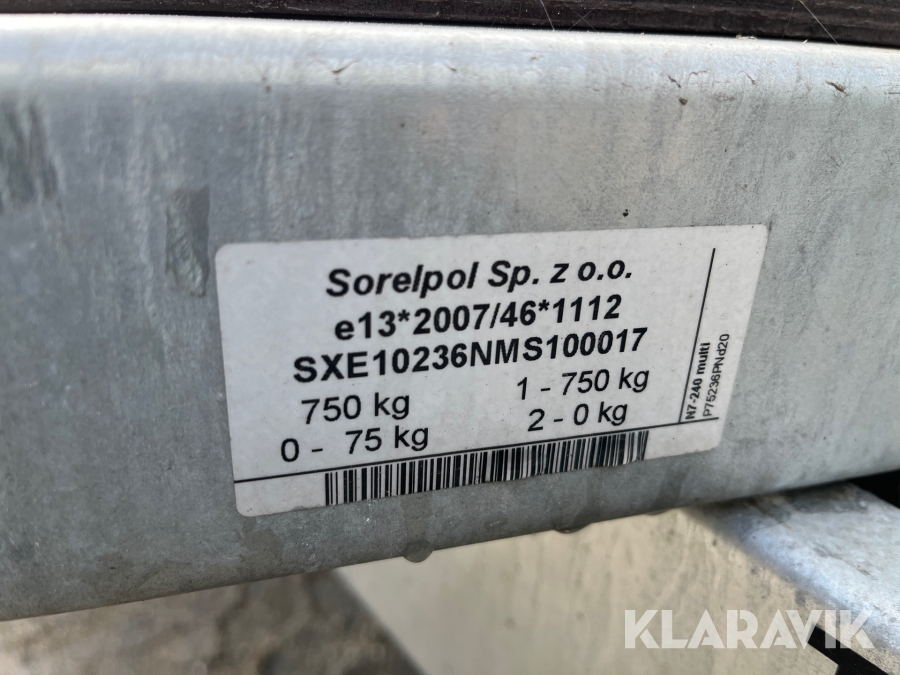 Sorelpol Sp. z o.o.
e13*2007/46*1112
SXE10236NMS100017
750 kg
1 - 750 kg
0 - 75 kg
2 - 0 kg
N7-240 multi
P75236PNd20
KLARAVIK